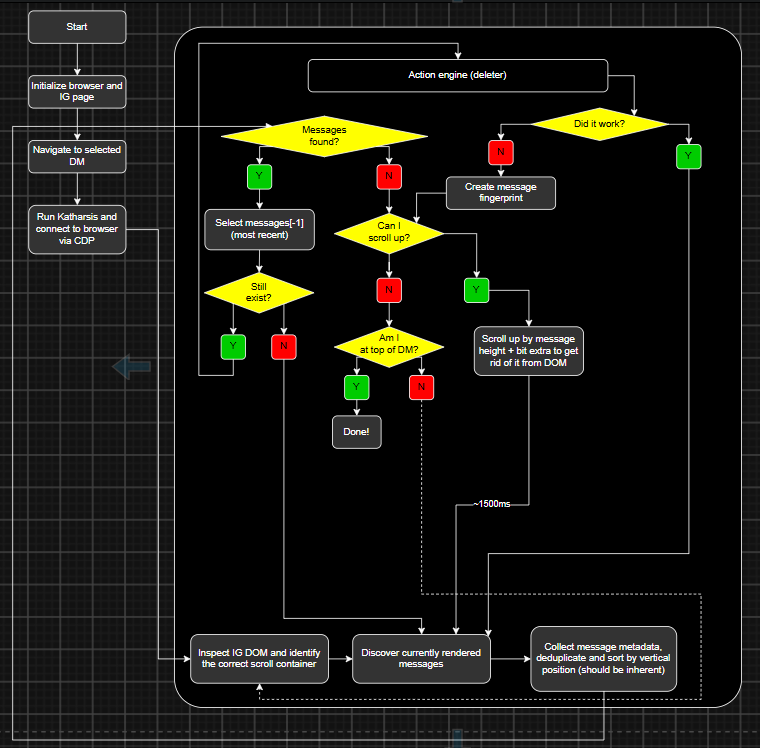 Start
Initialize browser and
IG page
Navigate to selected
DM
Run Katharsis and
connect to browser
via CDP
Action engine (deleter)
Messages
found?
Did it work?
Y
N
N
Y
Create message
fingerprint
Select messages[-1]
(most recent)
Can I
scroll up?
Still
exist?
N
Y
Y
N
Am I
at top of DM?
Scroll up by message
height + bit extra to get
rid of it from DOM
Y
N
Done!
~1500ms
Inspect IG DOM and identify
the correct scroll container
Discover currently rendered
messages
Collect message metadata,
deduplicate and sort by vertical
position (should be inherent)